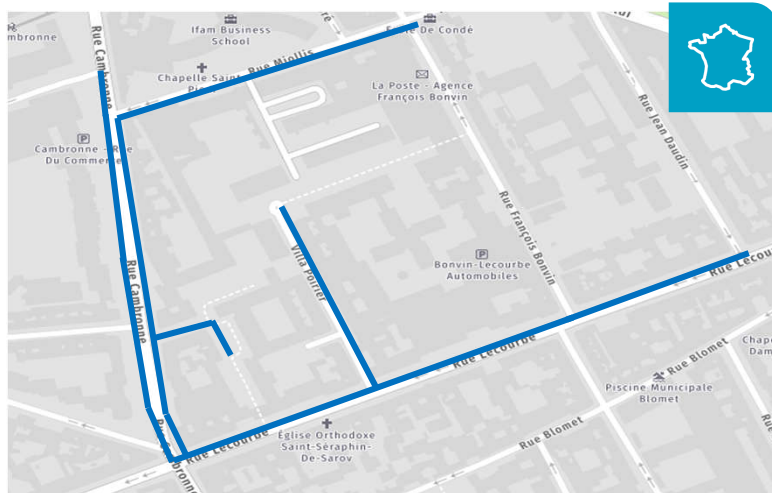 Ifam Business
School
École De Condé
Rue Cambronne
Rue Miollis
Chapelle Saint-
La Poste - Agence
François Bonvin
Rue Jean Daudin
Cambronne - Rue
Du Commerce
Rue François Bonvin
Villa Poirier
Bonvin-Lecourbe
Automobiles
Rue Cambronne
Rue Lecourbe
Rue Blomet
Piscine Municipale
Blomet
Rue Lecourbe
Rue Cambronne
Église Orthodoxe
Saint-Séraphin-
De-Sarov
Rue Blomet
Rue Lecourbe